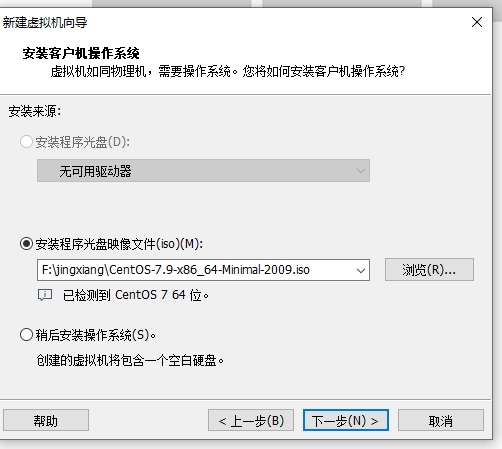 新建虚拟机向导
安装客户机操作系统
虚拟机如同物理机，需要操作系统。您将如何安装客户机操作系统?
安装来源:
安装程序光盘(D):
无可用驱动器
安装程序光盘映像文件(iso)(M):
F:\jingxiang\CentOS-7.9-x86_64-Minimal-2009.iso
浏览(R)...
已检测到 CentOS 7 64 位。
稍后安装操作系统(S)。
创建的虚拟机将包含一个空白硬盘。
帮助
< 上一步(B)
下一步(N) >
取消